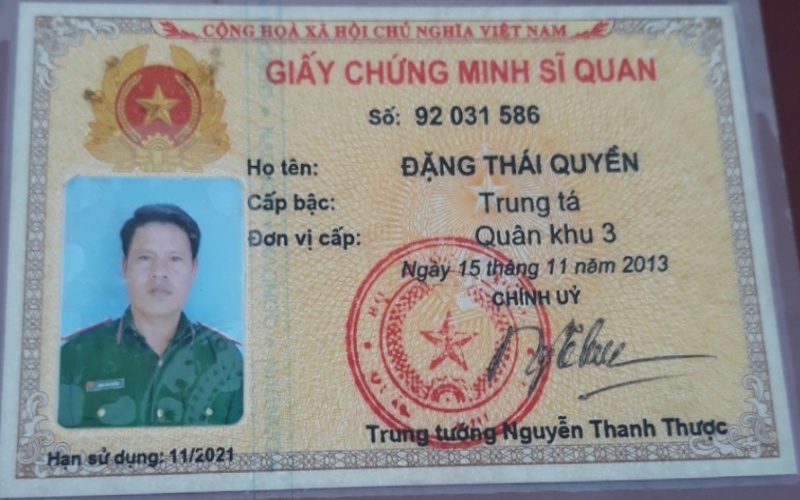 CỘNG HOÀ XÃ HỘI CHỦ NGHĨA VIỆT NAM
GIẤY CHỨNG MINH SĨ QUAN
Số: 92 031 586
Họ tên: ĐẶNG THÁI QUYỀN
Cấp bậc: Trung tá
Đơn vị cấp: Quân khu 3
Ngày 15 tháng 11 năm 2013
CHÍNH UỶ
Trung tướng Nguyễn Thanh Thược
Hạn sử dụng: 11/2021